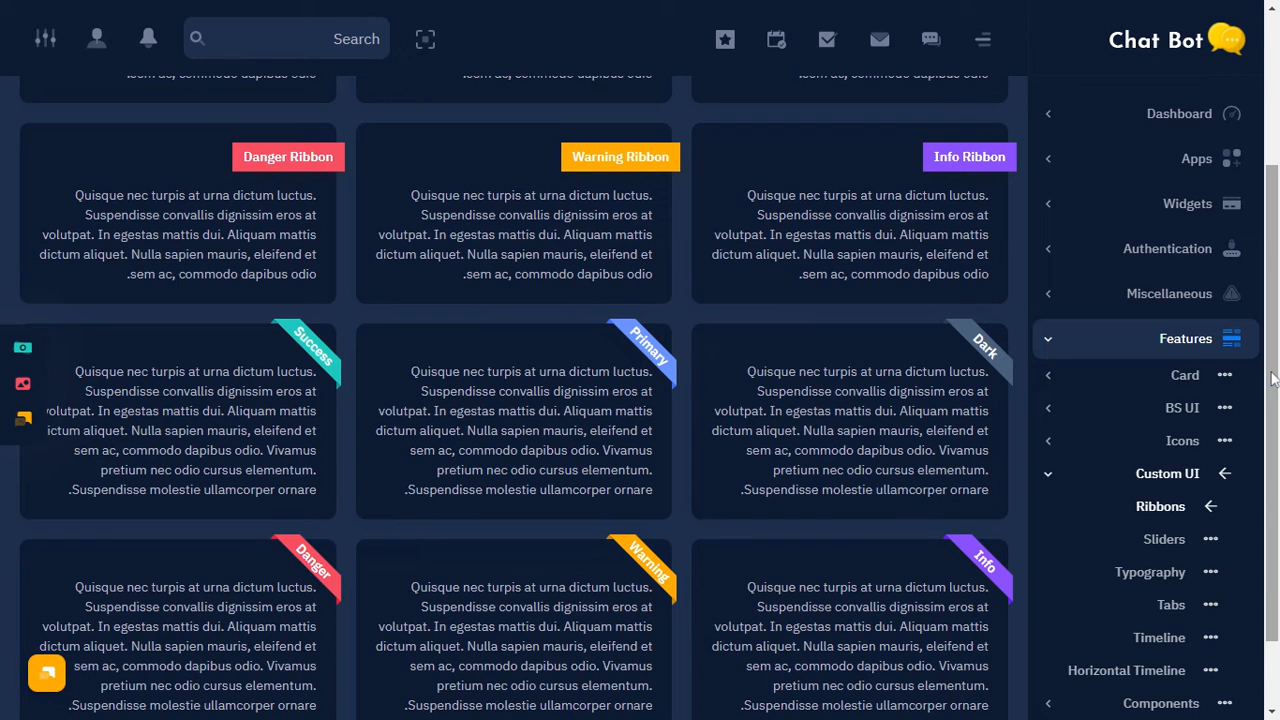 Search
Chat Bot
.sem ac, commodo dapibus odio
.sem ac, commodo dapibus odio
.sem ac, commodo dapibus odio
Danger Ribbon
Quisque nec turpis at urna dictum luctus.
Suspendisse convallis dignissim eros at
volutpat. In egestas mattis dui. Aliquam mattis
dictum aliquet. Nulla sapien mauris, eleifend et
.sem ac, commodo dapibus odio
Warning Ribbon
Quisque nec turpis at urna dictum luctus.
Suspendisse convallis dignissim eros at
volutpat. In egestas mattis dui. Aliquam mattis
dictum aliquet. Nulla sapien mauris, eleifend et
.sem ac, commodo dapibus odio
Info Ribbon
Quisque nec turpis at urna dictum luctus.
Suspendisse convallis dignissim eros at
volutpat. In egestas mattis dui. Aliquam mattis
dictum aliquet. Nulla sapien mauris, eleifend et
.sem ac, commodo dapibus odio
Success
Quisque nec turpis at urna dictum luctus.
Suspendisse convallis dignissim eros at
volutpat. In egestas mattis dui. Aliquam mattis
dictum aliquet. Nulla sapien mauris, eleifend et
sem ac, commodo dapibus odio. Vivamus
pretium nec odio cursus elementum.
.Suspendisse molestie ullamcorper ornare
Primary
Quisque nec turpis at urna dictum luctus.
Suspendisse convallis dignissim eros at
volutpat. In egestas mattis dui. Aliquam mattis
dictum aliquet. Nulla sapien mauris, eleifend et
sem ac, commodo dapibus odio. Vivamus
pretium nec odio cursus elementum.
.Suspendisse molestie ullamcorper ornare
Dark
Quisque nec turpis at urna dictum luctus.
Suspendisse convallis dignissim eros at
volutpat. In egestas mattis dui. Aliquam mattis
dictum aliquet. Nulla sapien mauris, eleifend et
sem ac, commodo dapibus odio. Vivamus
pretium nec odio cursus elementum.
.Suspendisse molestie ullamcorper ornare
Danger
Quisque nec turpis at urna dictum luctus.
Suspendisse convallis dignissim eros at
volutpat. In egestas mattis dui. Aliquam mattis
dictum aliquet. Nulla sapien mauris, eleifend et
sem ac, commodo dapibus odio. Vivamus
pretium nec odio cursus elementum.
.Suspendisse molestie ullamcorper ornare
Warning
Quisque nec turpis at urna dictum luctus.
Suspendisse convallis dignissim eros at
volutpat. In egestas mattis dui. Aliquam mattis
dictum aliquet. Nulla sapien mauris, eleifend et
sem ac, commodo dapibus odio. Vivamus
pretium nec odio cursus elementum.
.Suspendisse molestie ullamcorper ornare
Info
Quisque nec turpis at urna dictum luctus.
Suspendisse convallis dignissim eros at
volutpat. In egestas mattis dui. Aliquam mattis
dictum aliquet. Nulla sapien mauris, eleifend et
sem ac, commodo dapibus odio. Vivamus
pretium nec odio cursus elementum.
.Suspendisse molestie ullamcorper ornare
Dashboard
Apps
Widgets
Authentication
Miscellaneous
Features
Card
BS UI
Icons
Custom UI
Ribbons
Sliders
Typography
Tabs
Timeline
Horizontal Timeline
Components